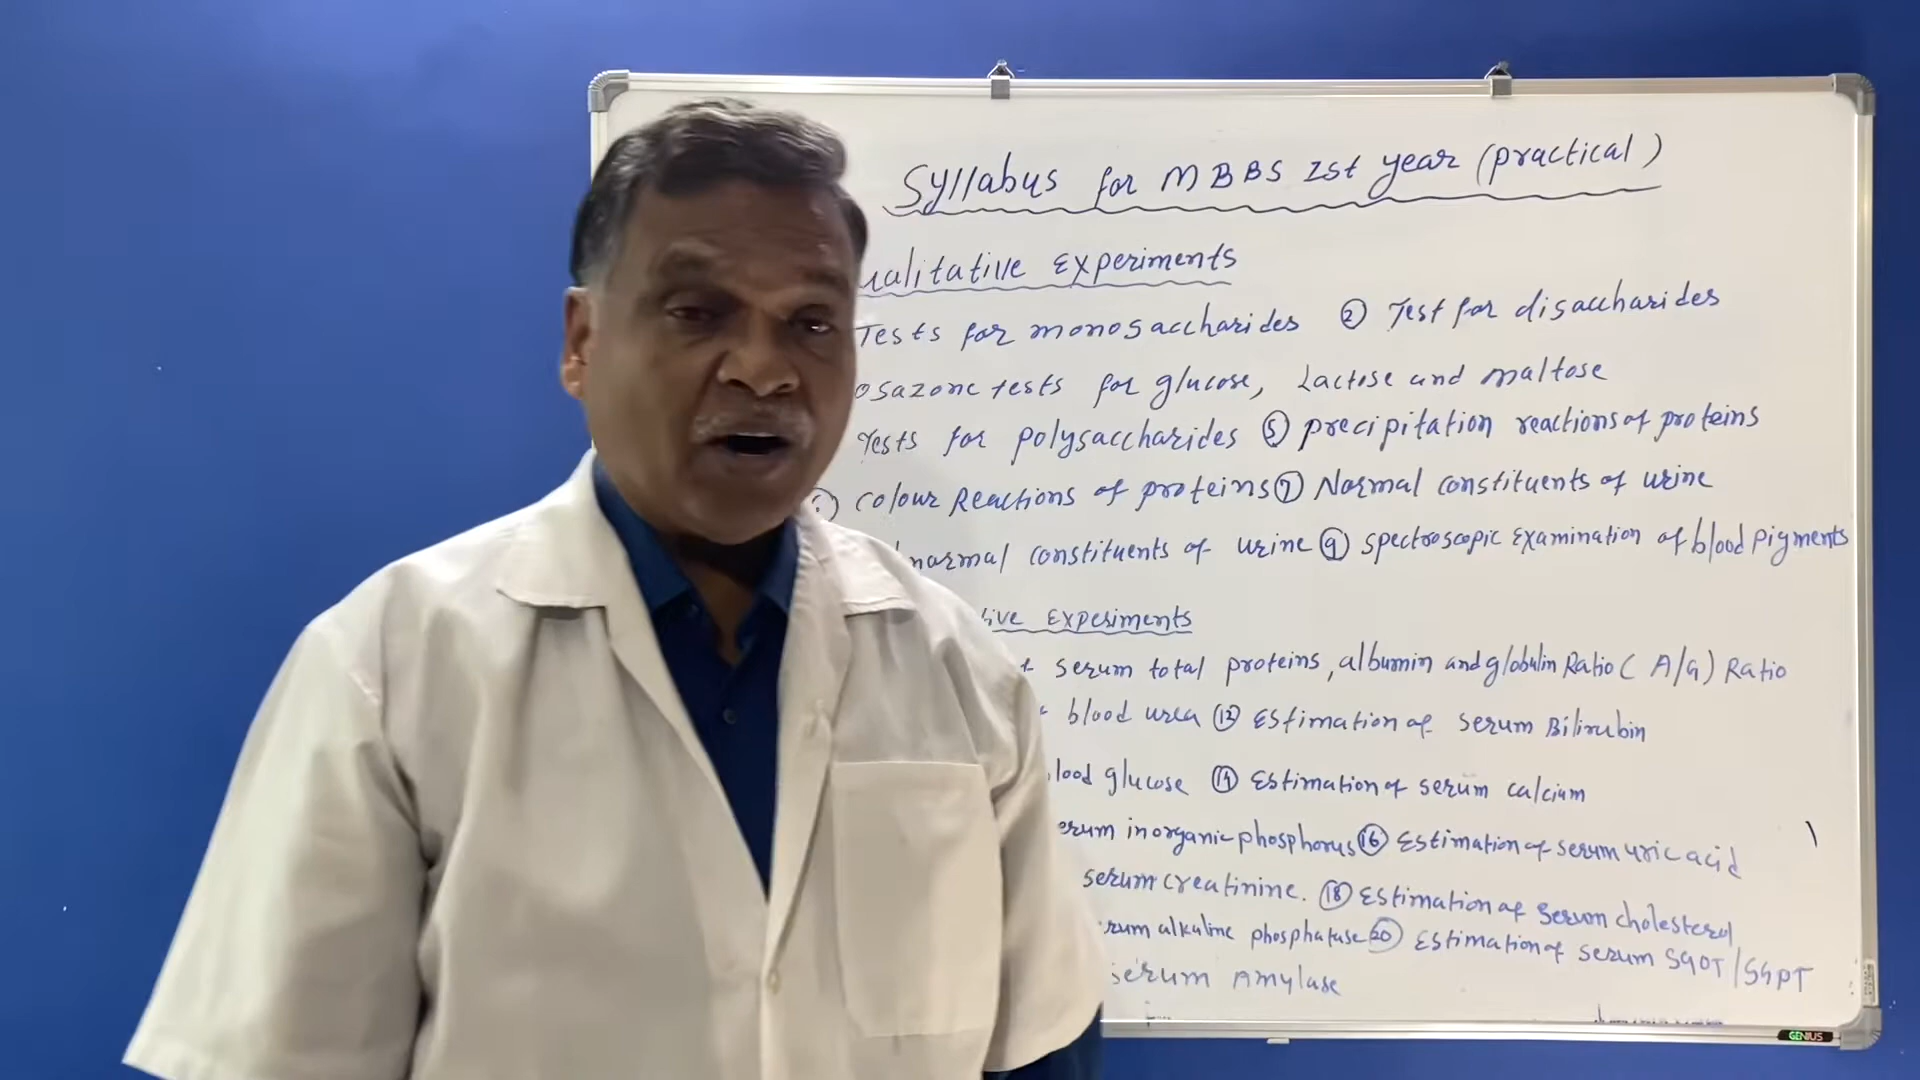 Syllabus for MBBS Ist year (practical)
ualitative Experiments
Tests for monosaccharides ② Test for disaccharides
osazone tests for glucose, Lactose and maltose
Tests for polysaccharides ⑤ precipitation reactions of proteins
colour Reactions of proteins ⑦ Normal constituents of urine
normal constituents of urine ⑨ spectroscopic Examination of blood pigments
tive Experiments
serum total proteins, albumin and globulin Ratio (A/G) Ratio
blood urea ⑫ Estimation of serum Bilirubin
lood glucose ⑭ Estimation of serum calcium
erum inorganic phosphorus ⑯ Estimation of serum uric acid
serum creatinine. ⑱ Estimation of serum cholesterol
rum alkaline phosphatase ⑳ Estimation of serum SGOT/SGPT
serum Amylase
GENIUS